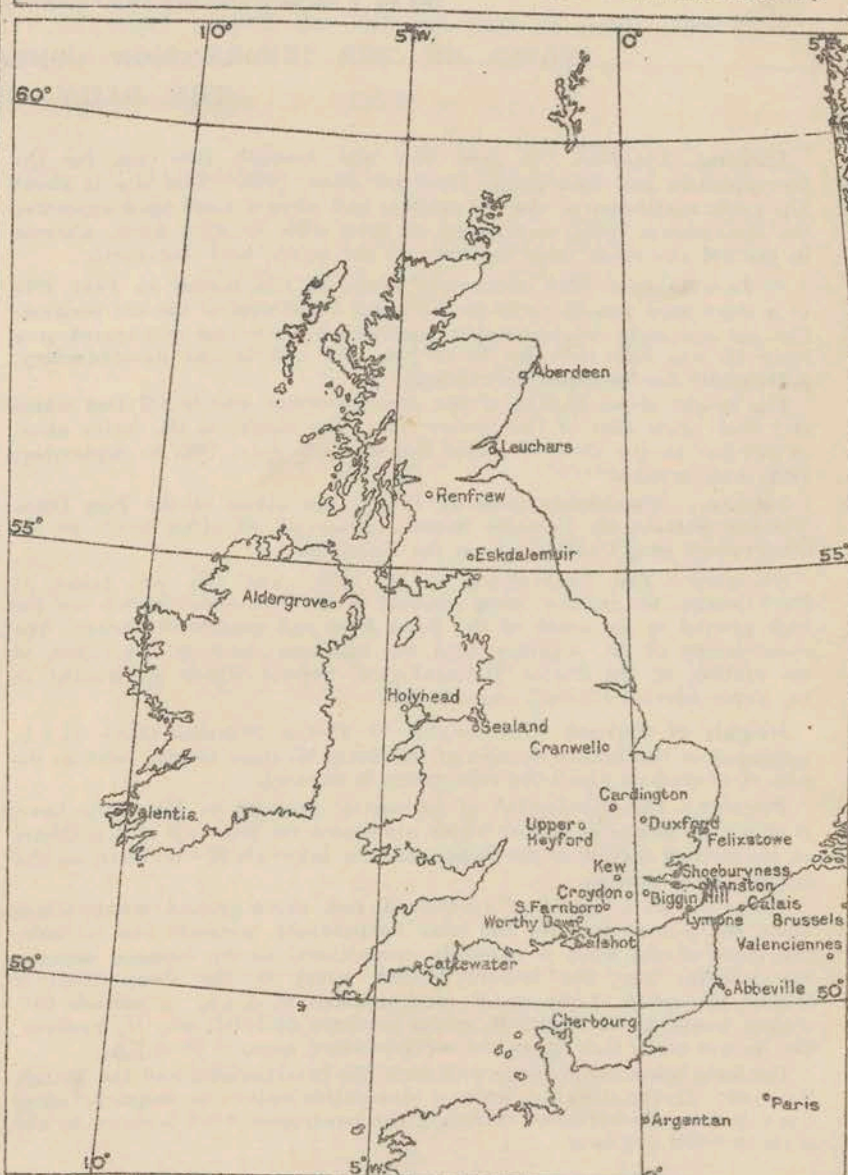 10°
5°W.
0°
5°
60°
Aberdeen
Leuchars
Renfrew
55°
Eskdalemuir
55°
Aldergrove
Holyhead
Sealand
Cranwell
Cardington
Valentia
Upper
Heyford
Duxford
Felixstowe
Kew
Shoeburyness
Manston
Croydon
Biggin Hill
Calais
S.Farnboro
Lympne
Brussels
Worthy Down
Calshot
Valenciennes
50°
Cattewater
Abbeville
50°
Cherbourg
Paris
Argentan
10°
5°W.